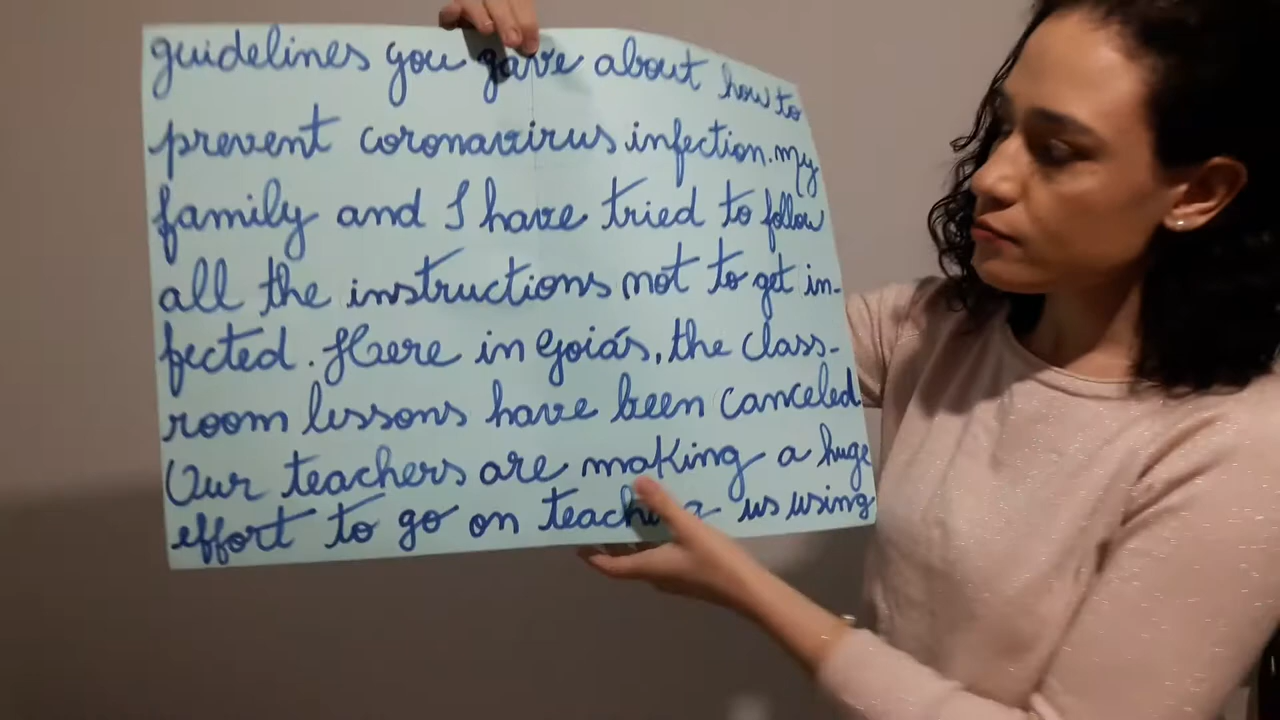 guidelines you gave about how to
prevent coronavirus infection. my
family and I have tried to follow
all the instructions not to get in-
fected. Here in Goiás, the class-
room lessons have been canceled.
Our teachers are making a huge
effort to go on us using